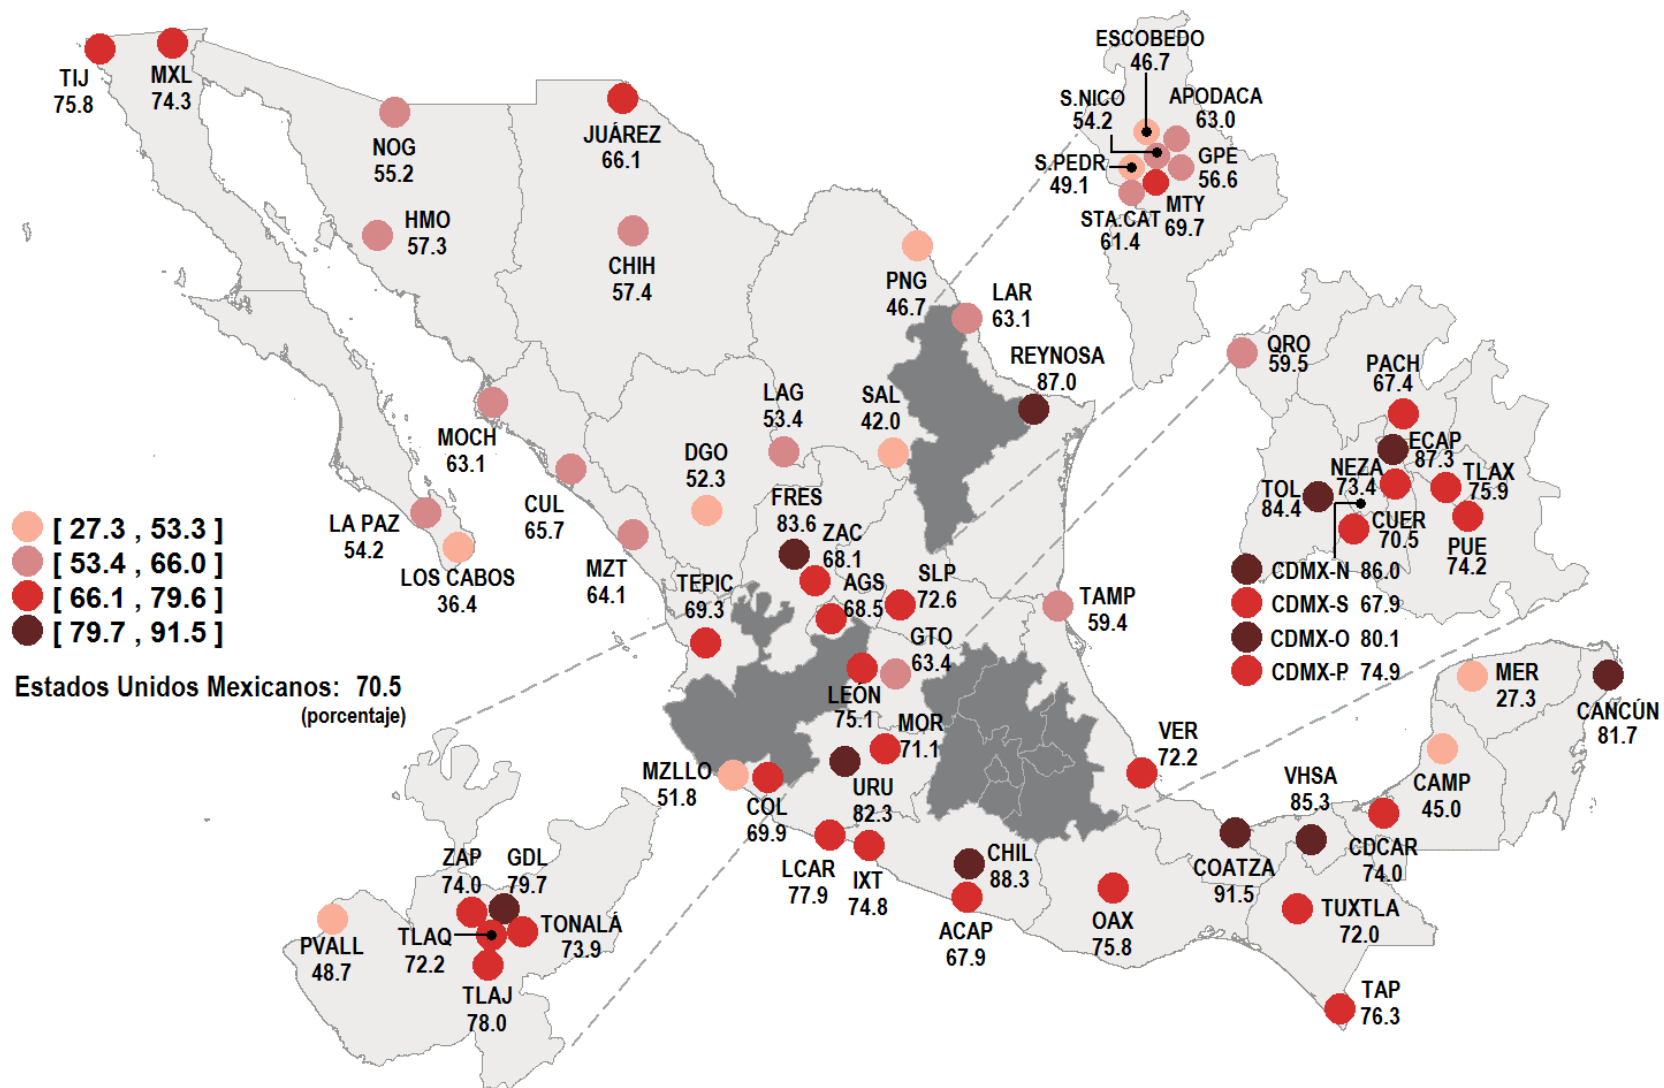 TIJ
75.8
MXL
74.3
NOG
55.2
HMO
57.3
JUÁREZ
66.1
CHIH
57.4
ESCOBEDO
46.7
S.NICO
54.2
APODACA
63.0
S.PEDR
49.1
GPE
56.6
STA.CAT
61.4
MTY
69.7
PNG
46.7
LAR
63.1
REYNOSA
87.0
LAG
53.4
SAL
42.0
DGO
52.3
MOCH
63.1
CUL
65.7
MZT
64.1
LA PAZ
54.2
LOS CABOS
36.4
FRES
83.6
ZAC
68.1
TEPIC
69.3
AGS
68.5
SLP
72.6
TAMP
59.4
GTO
63.4
LEÓN
75.1
MOR
71.1
QRO
59.5
PACH
67.4
ECAP
87.3
NEZA
73.4
TLAX
75.9
TOL
84.4
CUER
70.5
PUE
74.2
CDMX-N 86.0
CDMX-S 67.9
CDMX-O 80.1
CDMX-P 74.9
[ 27.3 , 53.3 ]
[ 53.4 , 66.0 ]
[ 66.1 , 79.6 ]
[ 79.7 , 91.5 ]
Estados Unidos Mexicanos: 70.5
(porcentaje)
MZLLO
51.8
COL
69.9
URU
82.3
LCAR
77.9
IXT
74.8
CHIL
88.3
ACAP
67.9
VER
72.2
OAX
75.8
COATZA
91.5
VHSA
85.3
CDCAR
74.0
CAMP
45.0
MER
27.3
CANCÚN
81.7
TUXTLA
72.0
TAP
76.3
ZAP
74.0
GDL
79.7
TLAQ
72.2
TONALÁ
73.9
PVALL
48.7
TLAJ
78.0